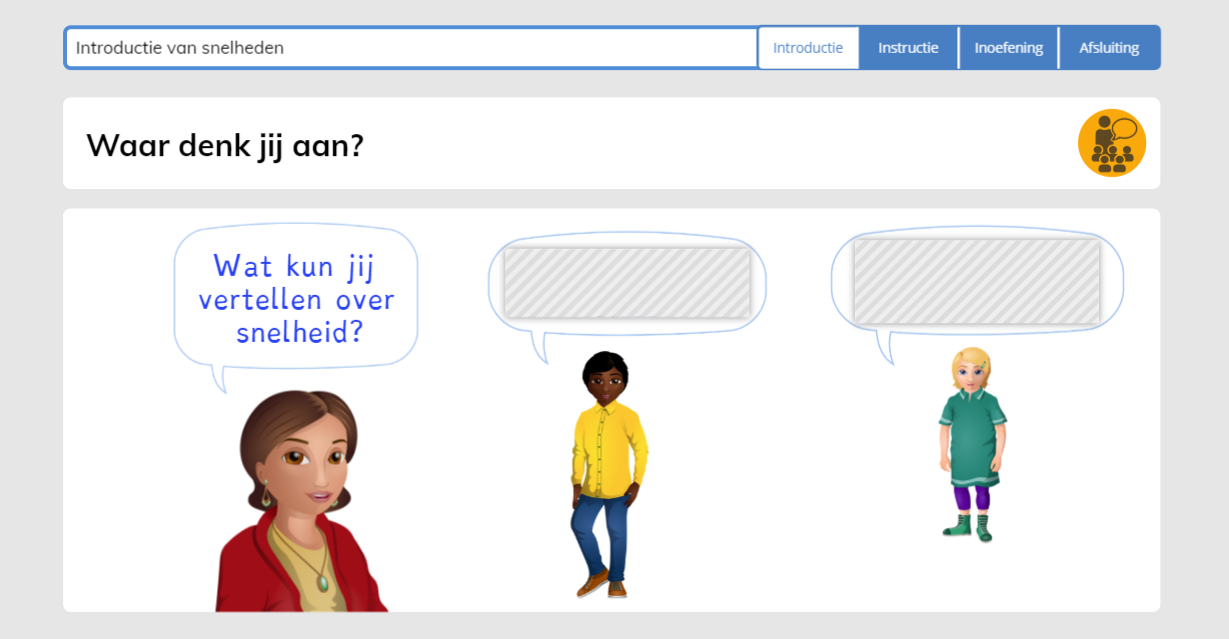 Introductie van snelheden
Introductie
Instructie
Inoefening
Afsluiting
Waar denk jij aan?
Wat kun jij
vertellen over
snelheid?